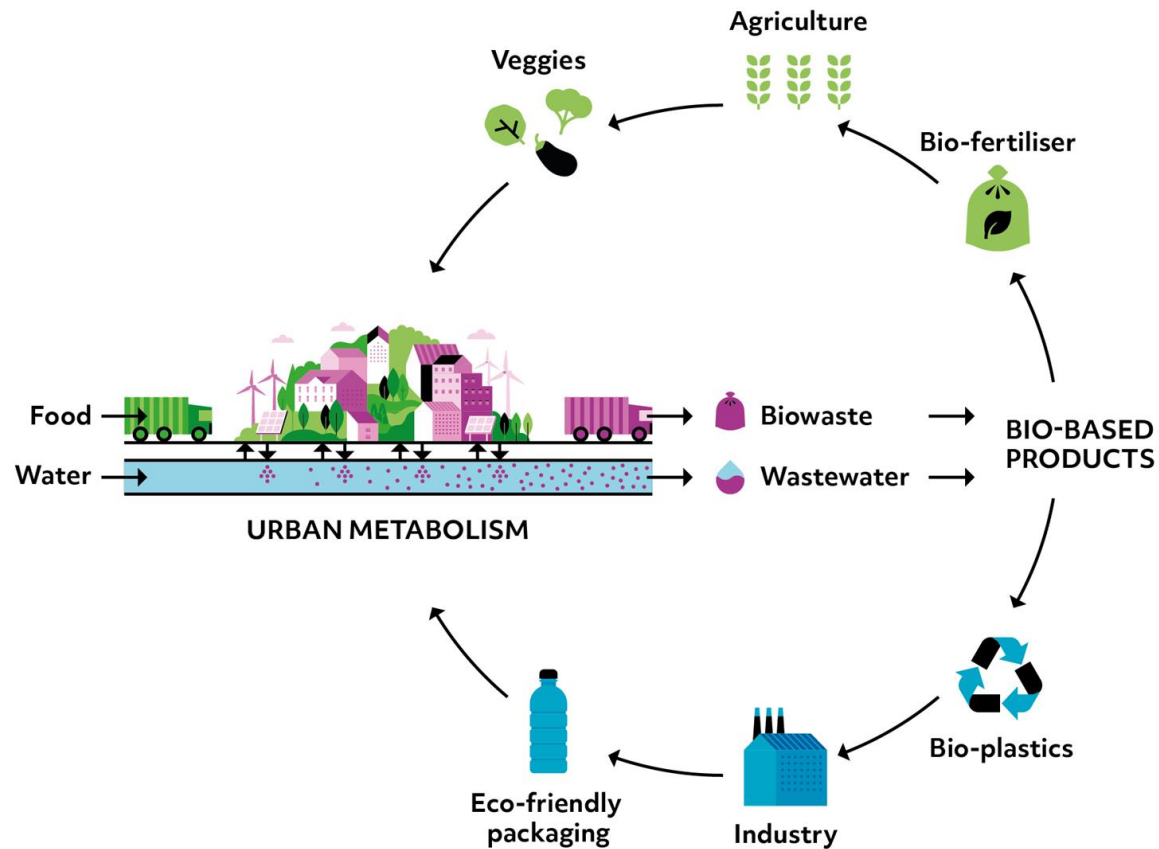 Agriculture
Veggies
Bio-fertiliser
Food
Biowaste
BIO-BASED
PRODUCTS
Water
Wastewater
URBAN METABOLISM
Bio-plastics
Eco-friendly
packaging
Industry